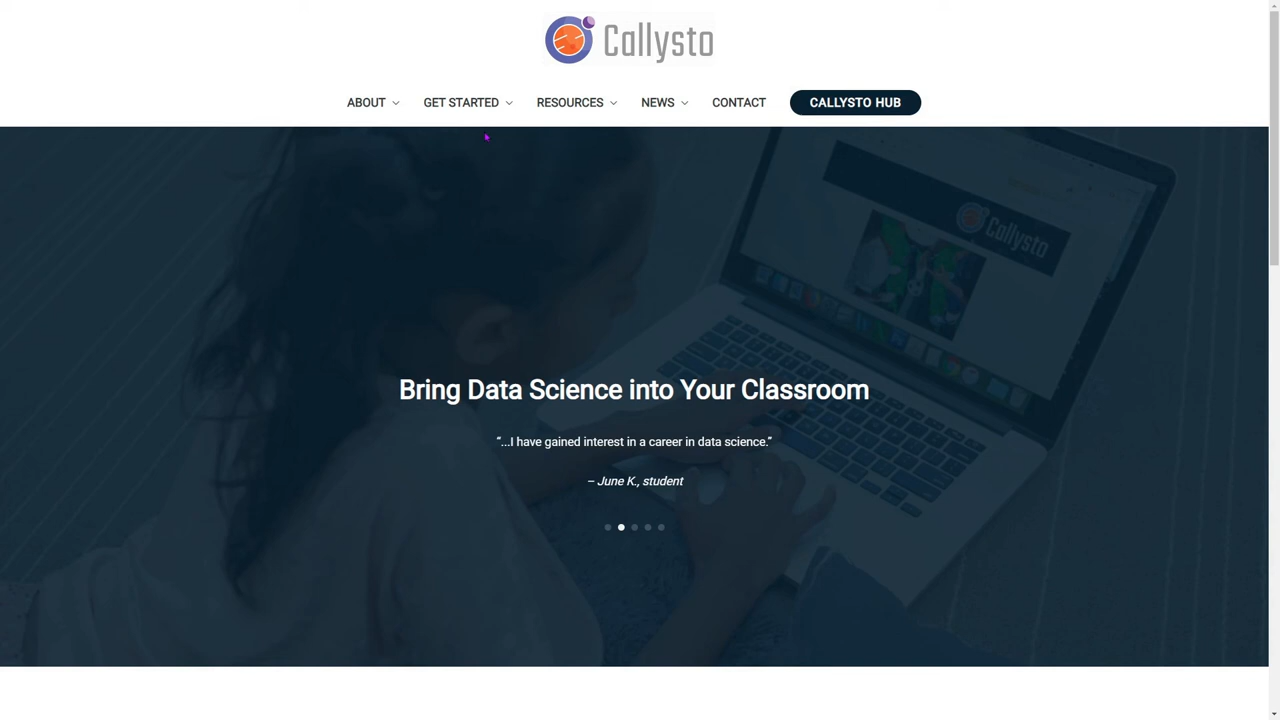 Callysto
ABOUT
GET STARTED
RESOURCES
NEWS
CONTACT
CALLYSTO HUB
Callysto
Bring Data Science into Your Classroom
“...I have gained interest in a career in data science.”
– June K., student